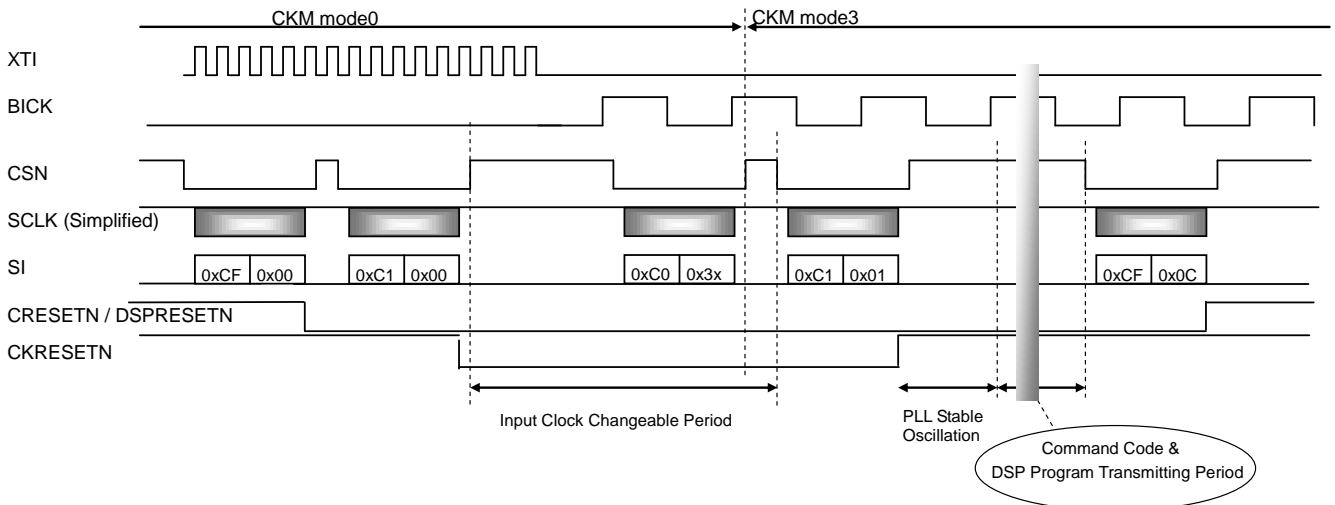 CKM mode0
CKM mode3
XTI
BICK
CSN
SCLK (Simplified)
SI
0xCF 0x00 0xC1 0x00 0xC0 0x3x 0xC1 0x01 0xCF 0x0C
CRESETN / DSPRESETN
CKRESETN
Input Clock Changeable Period
PLL Stable
Oscillation
Command Code &
DSP Program Transmitting Period